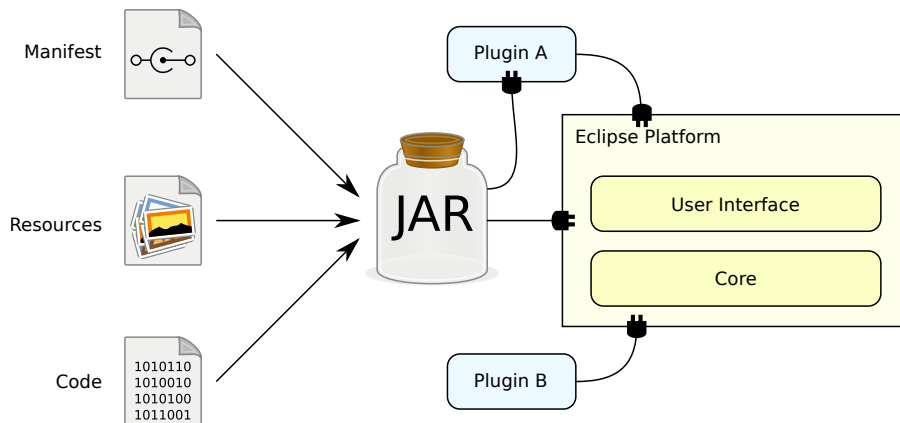 Manifest
Resources
Code
1010110
1010010
1010100
1011001
JAR
Plugin A
Eclipse Platform
User Interface
Core
Plugin B